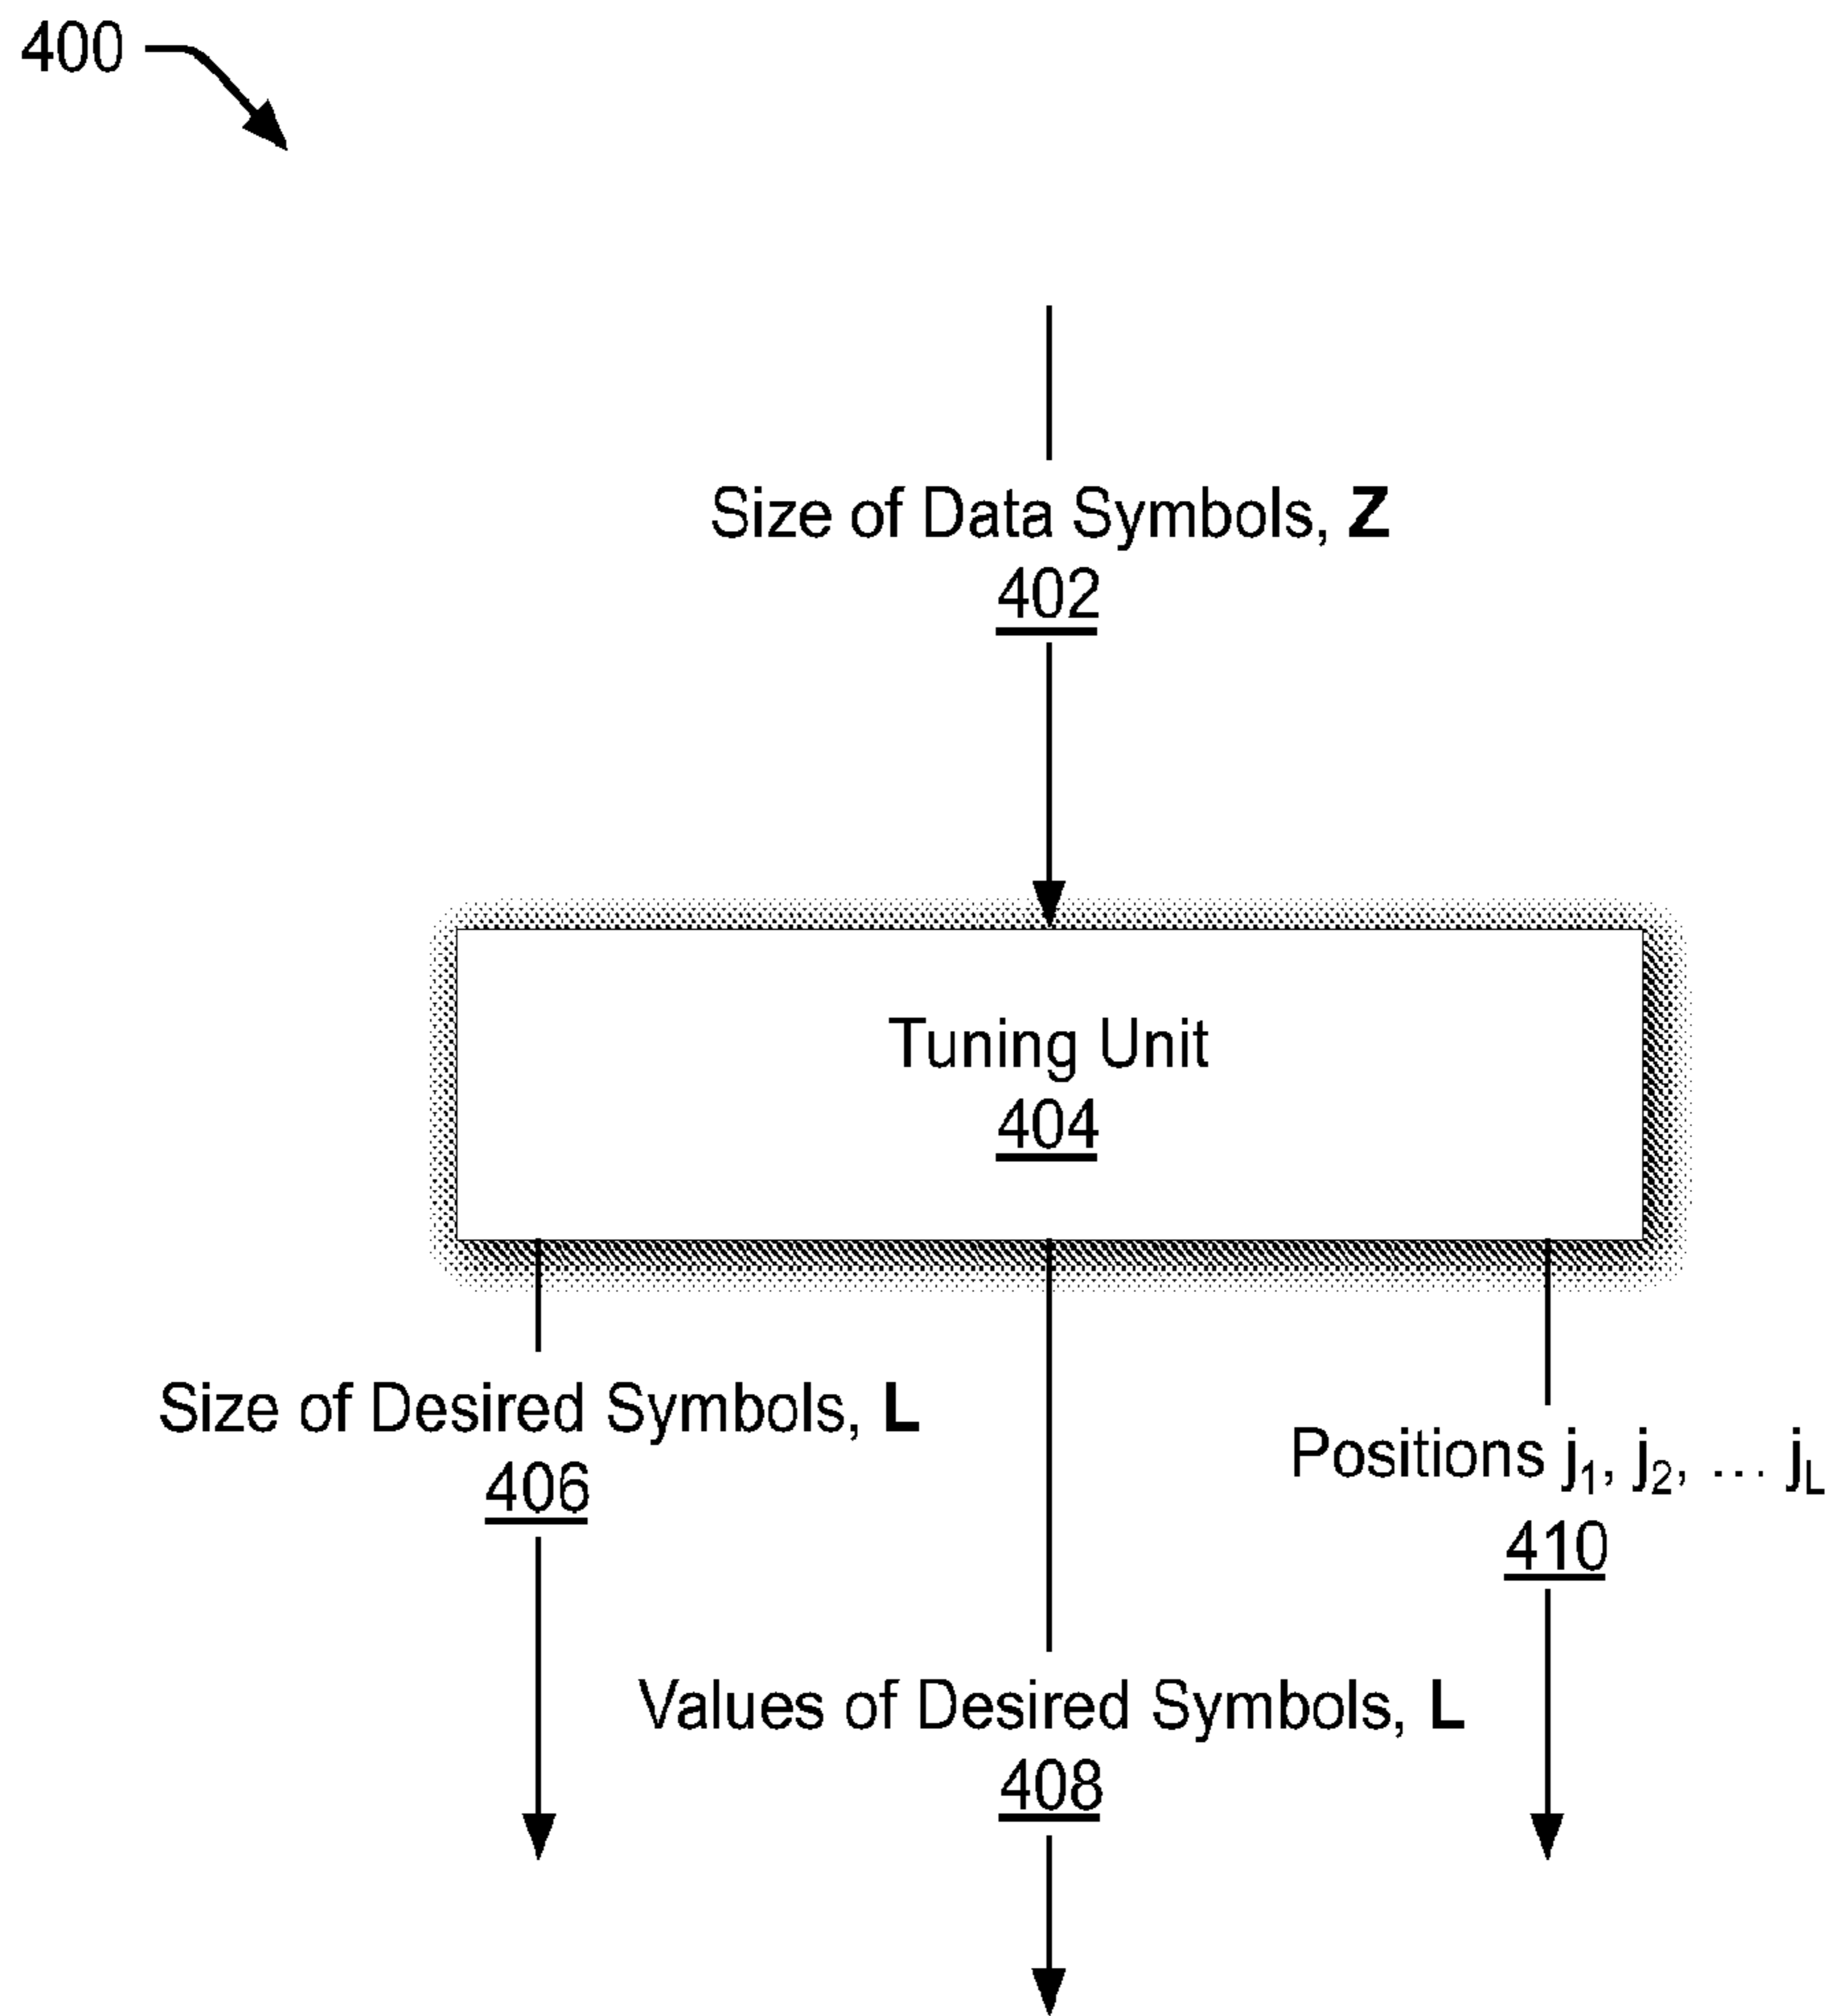 400
Size of Data Symbols, Z
402
Tuning Unit
404
Size of Desired Symbols, L
406
Positions j₁, j₂, … j_L
410
Values of Desired Symbols, L
408